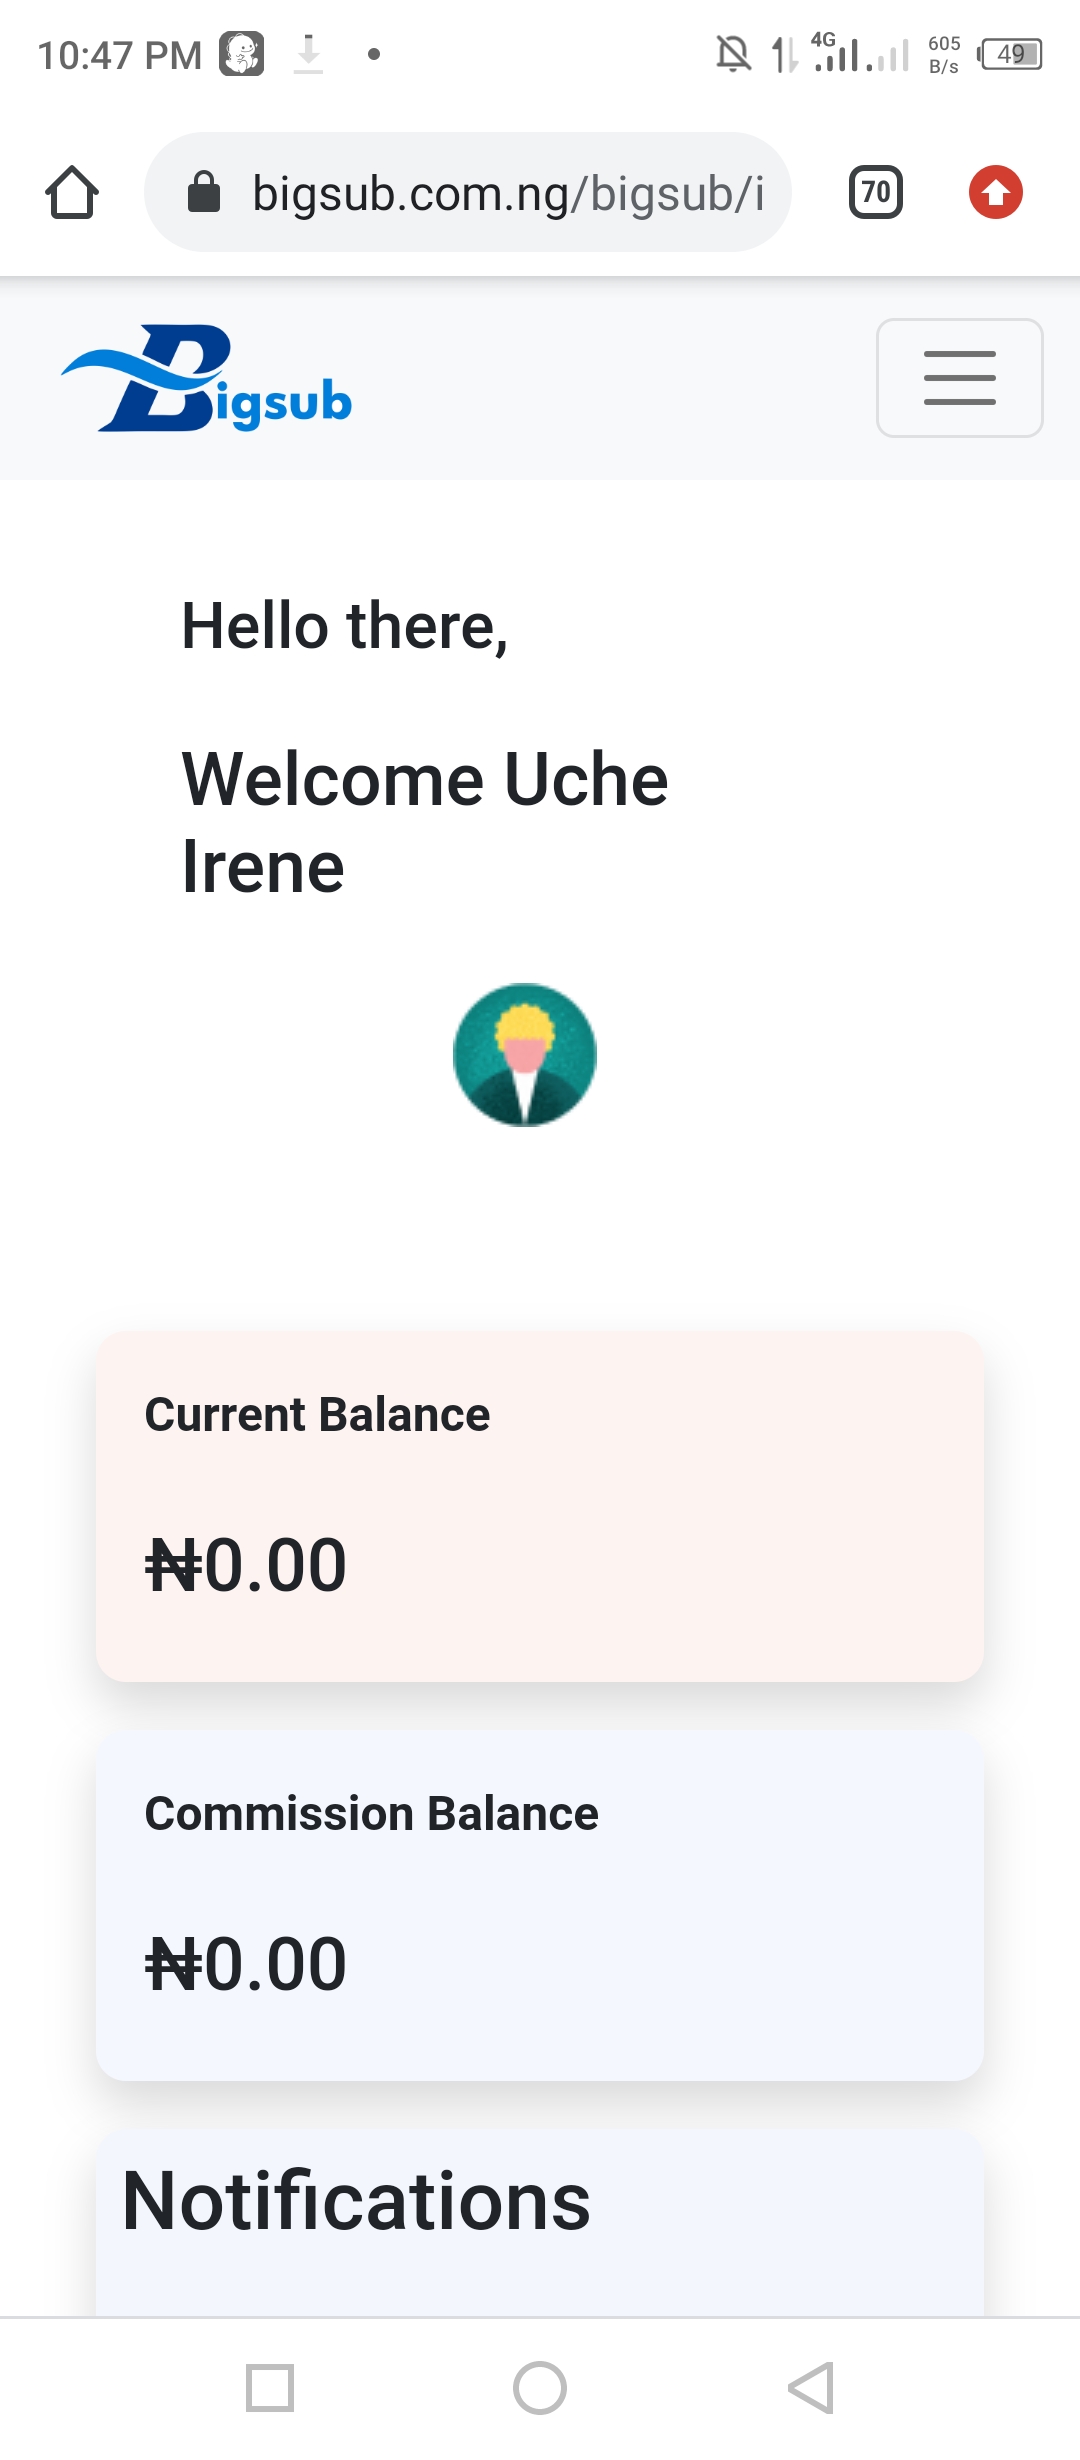 10:47 PM
4G
605
B/s
49
bigsub.com.ng/bigsub/i
70
Bigsub
Hello there,
Welcome Uche
Irene
Current Balance
₦0.00
Commission Balance
₦0.00
Notifications